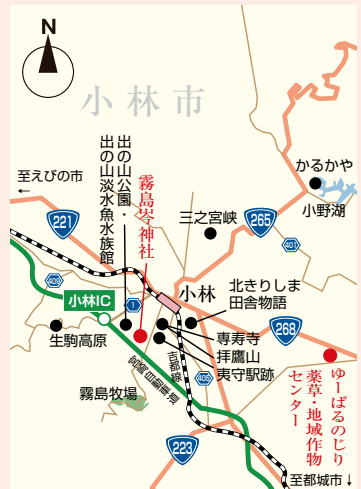 N
小林市
至えびの市
←
221
出の山公園・
出の山淡水魚水族館
霧島岑神社
三之宮峡
265
かるかや
小野湖
401
403
1
小林IC
小林
北きりしま
田舎物語
268
生駒高原
専寿寺
拝鷹山
夷守駅跡
吉都線
宮崎自動車道
405
霧島牧場
ゆーぱるのじり
薬草・地域作物
センター
223
至都城市↓